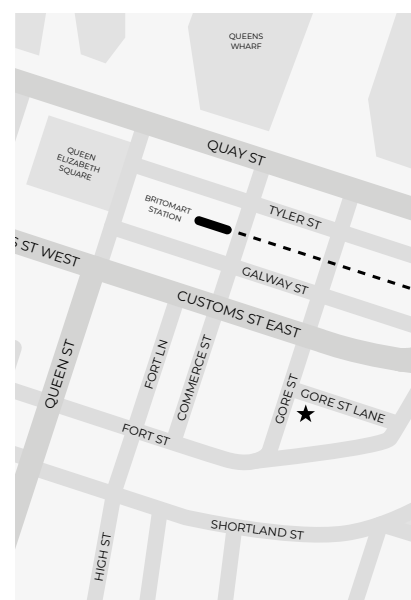 QUEENS
WHARF
QUAY ST
QUEEN
ELIZABETH
SQUARE
BRITOMART
STATION
TYLER ST
S ST WEST
GALWAY ST
CUSTOMS ST EAST
QUEEN ST
FORT LN
COMMERCE ST
GORE ST
GORE ST LANE
FORT ST
SHORTLAND ST
HIGH ST